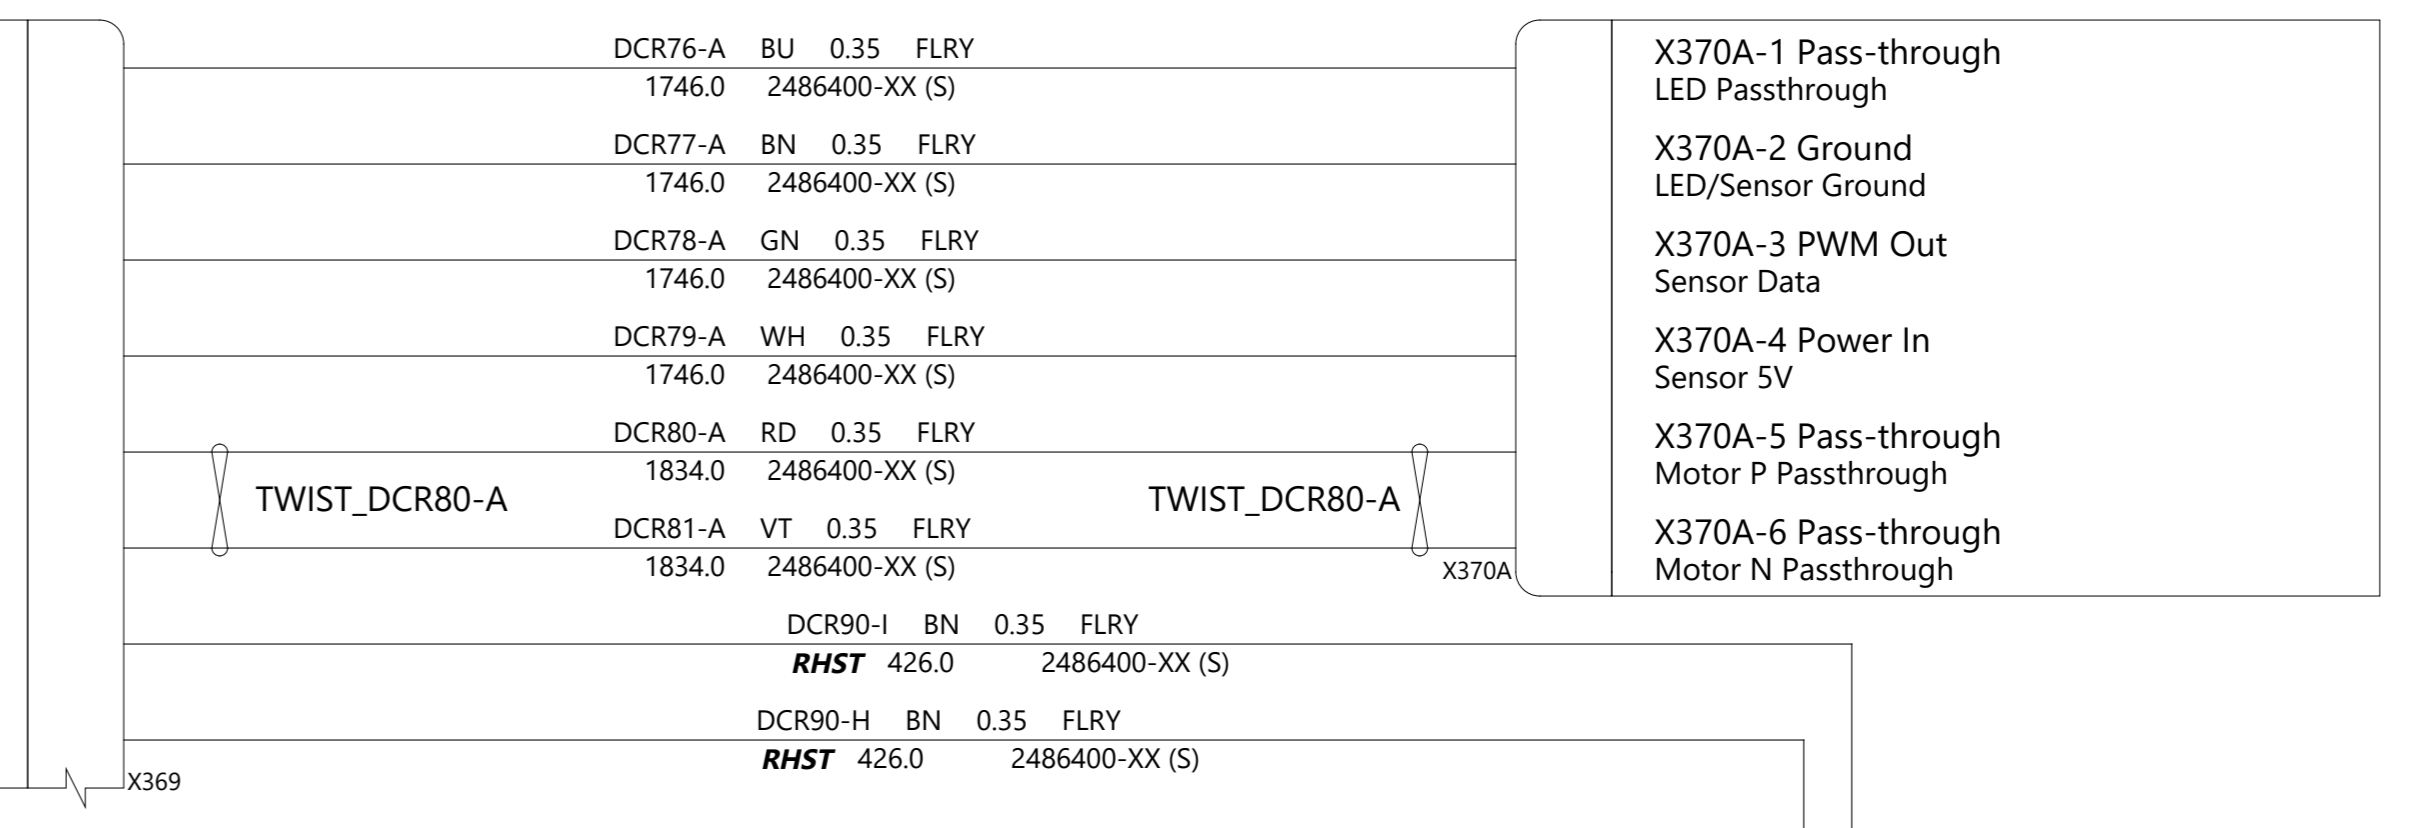 DCR76-A BU 0.35 FLRY
1746.0 2486400-XX (S)
X370A-1 Pass-through
LED Passthrough
DCR77-A BN 0.35 FLRY
1746.0 2486400-XX (S)
X370A-2 Ground
LED/Sensor Ground
DCR78-A GN 0.35 FLRY
1746.0 2486400-XX (S)
X370A-3 PWM Out
Sensor Data
DCR79-A WH 0.35 FLRY
1746.0 2486400-XX (S)
X370A-4 Power In
Sensor 5V
DCR80-A RD 0.35 FLRY
1834.0 2486400-XX (S)
X370A-5 Pass-through
Motor P Passthrough
TWIST_DCR80-A
TWIST_DCR80-A
DCR81-A VT 0.35 FLRY
1834.0 2486400-XX (S)
X370A-6 Pass-through
Motor N Passthrough
X370A
DCR90-I BN 0.35 FLRY
RHST 426.0 2486400-XX (S)
DCR90-H BN 0.35 FLRY
RHST 426.0 2486400-XX (S)
X369